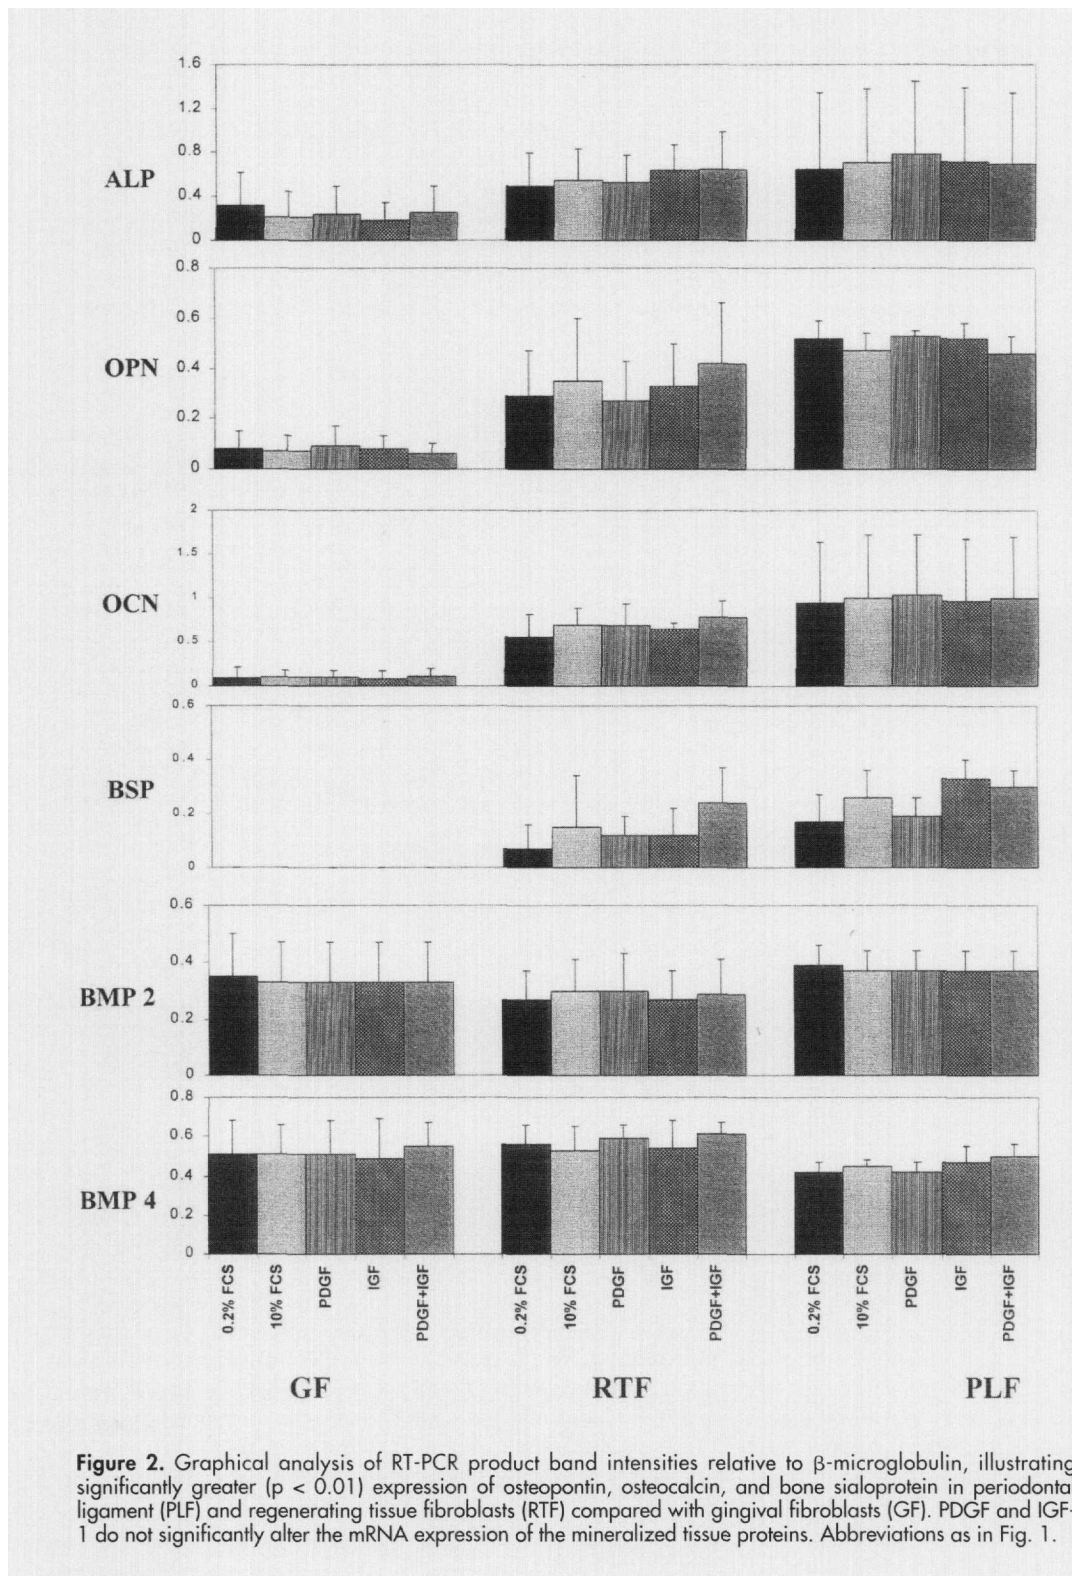 1.6
1.2
0.8
ALP
0.4
0
0.8
0.6
OPN
0.4
0.2
0
2
1.5
OCN
1
0.5
0
0.6
0.4
BSP
0.2
0
0.6
0.4
BMP 2
0.2
0
0.8
0.6
0.4
BMP 4
0.2
0
0.2% FCS
10% FCS
PDGF
IGF
PDGF+IGF
0.2% FCS
10% FCS
PDGF
IGF
PDGF+IGF
0.2% FCS
10% FCS
PDGF
IGF
PDGF+IGF
GF RTF PLF
Figure 2. Graphical analysis of RT-PCR product band intensities relative to β-microglobulin, illustrating
significantly greater (p < 0.01) expression of osteopontin, osteocalcin, and bone sialoprotein in periodonta
ligament (PLF) and regenerating tissue fibroblasts (RTF) compared with gingival fibroblasts (GF). PDGF and IGF-
1 do not significantly alter the mRNA expression of the mineralized tissue proteins. Abbreviations as in Fig. 1.